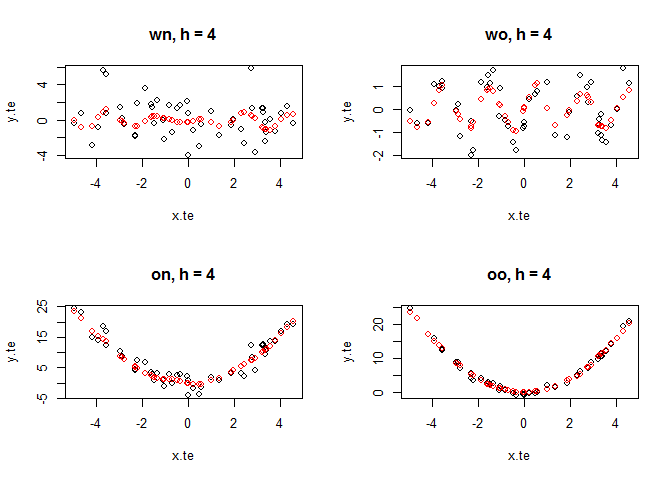 wn, h = 4
y.te
4
0
-4
-4 -2 0 2 4
x.te
wo, h = 4
y.te
1
0
-1
-2
-4 -2 0 2 4
x.te
on, h = 4
y.te
25
15
5
-5
-4 -2 0 2 4
x.te
oo, h = 4
y.te
20
10
0
-4 -2 0 2 4
x.te